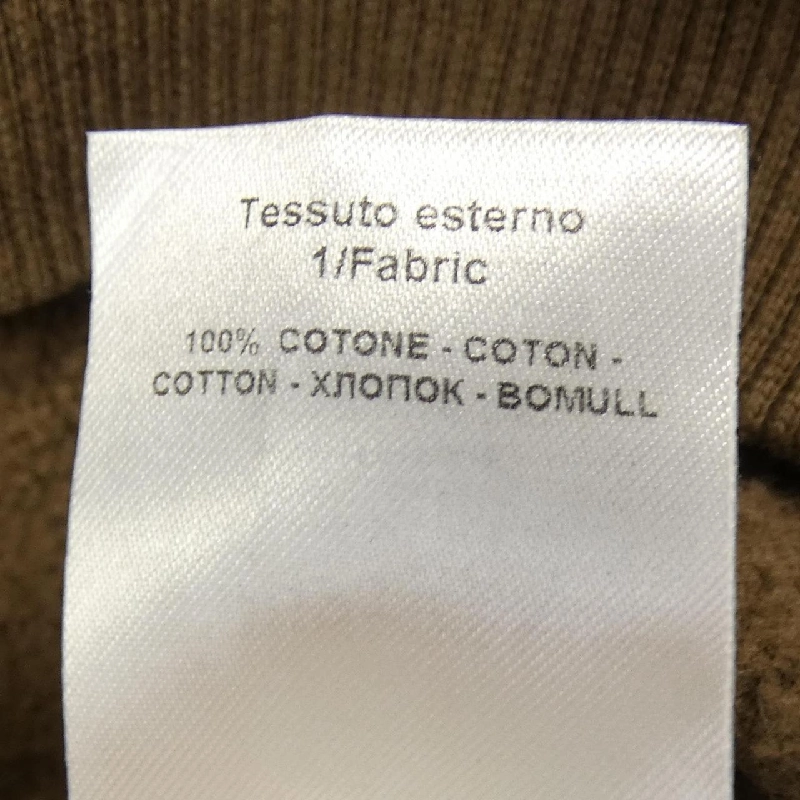 Tessuto esterno
1/Fabric
100% COTONE - COTON -
COTTON - ХЛОПОК - BOMULL